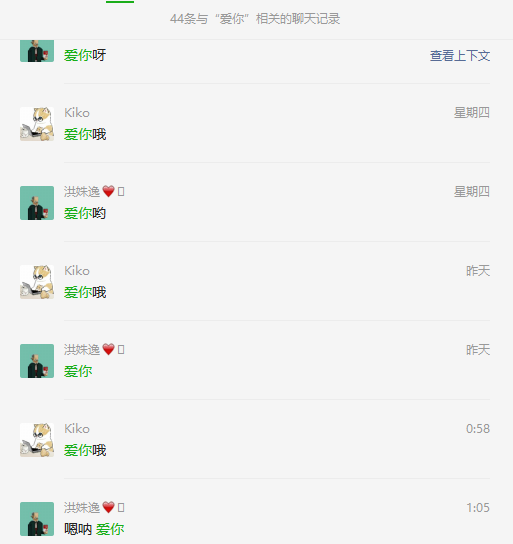 44条与“爱你”相关的聊天记录
爱你呀 查看上下文
Kiko 星期四
爱你哦
洪姝逸❤️ 星期四
爱你哟
Kiko 昨天
爱你哦
洪姝逸❤️ 昨天
爱你
Kiko 0:58
爱你哦
洪姝逸❤️ 1:05
嗯呐 爱你